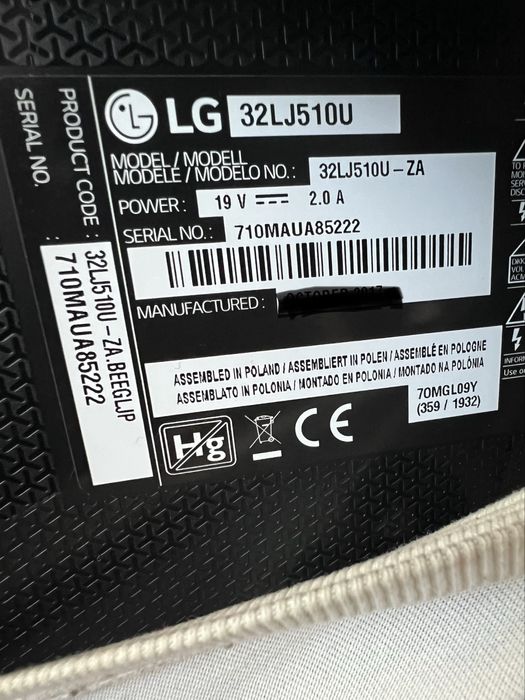 LG 32LJ510U
MODEL / MODELL
MODÈLE / MODELO NO. : 32LJ510U-ZA
POWER : 19 V 2.0 A
SERIAL NO. : 710MAUA85222
MANUFACTURED :
ASSEMBLED IN POLAND / ASSEMBLIERT IN POLEN / ASSEMBLÉ EN POLOGNE
ASSEMBLATO IN POLONIA / MONTADO EN POLONIA / MONTADO NA POLÓNIA
70MGL09Y
(359 / 1932)
Hg
CE
PRODUCT CODE : 32LJ510U-ZA.BEEGLJP
SERIAL NO. : 710MAUA85222